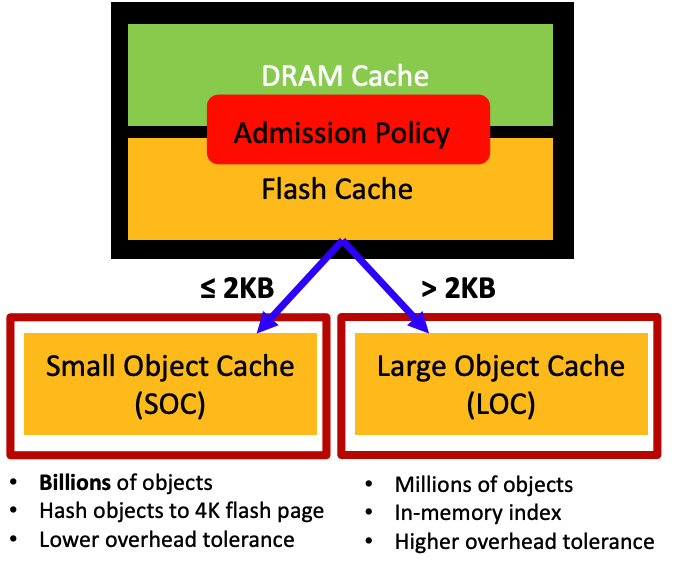 DRAM Cache
Admission Policy
Flash Cache
≤ 2KB
> 2KB
Small Object Cache
(SOC)
Large Object Cache
(LOC)
• Billions of objects
• Hash objects to 4K flash page
• Lower overhead tolerance
• Millions of objects
• In-memory index
• Higher overhead tolerance